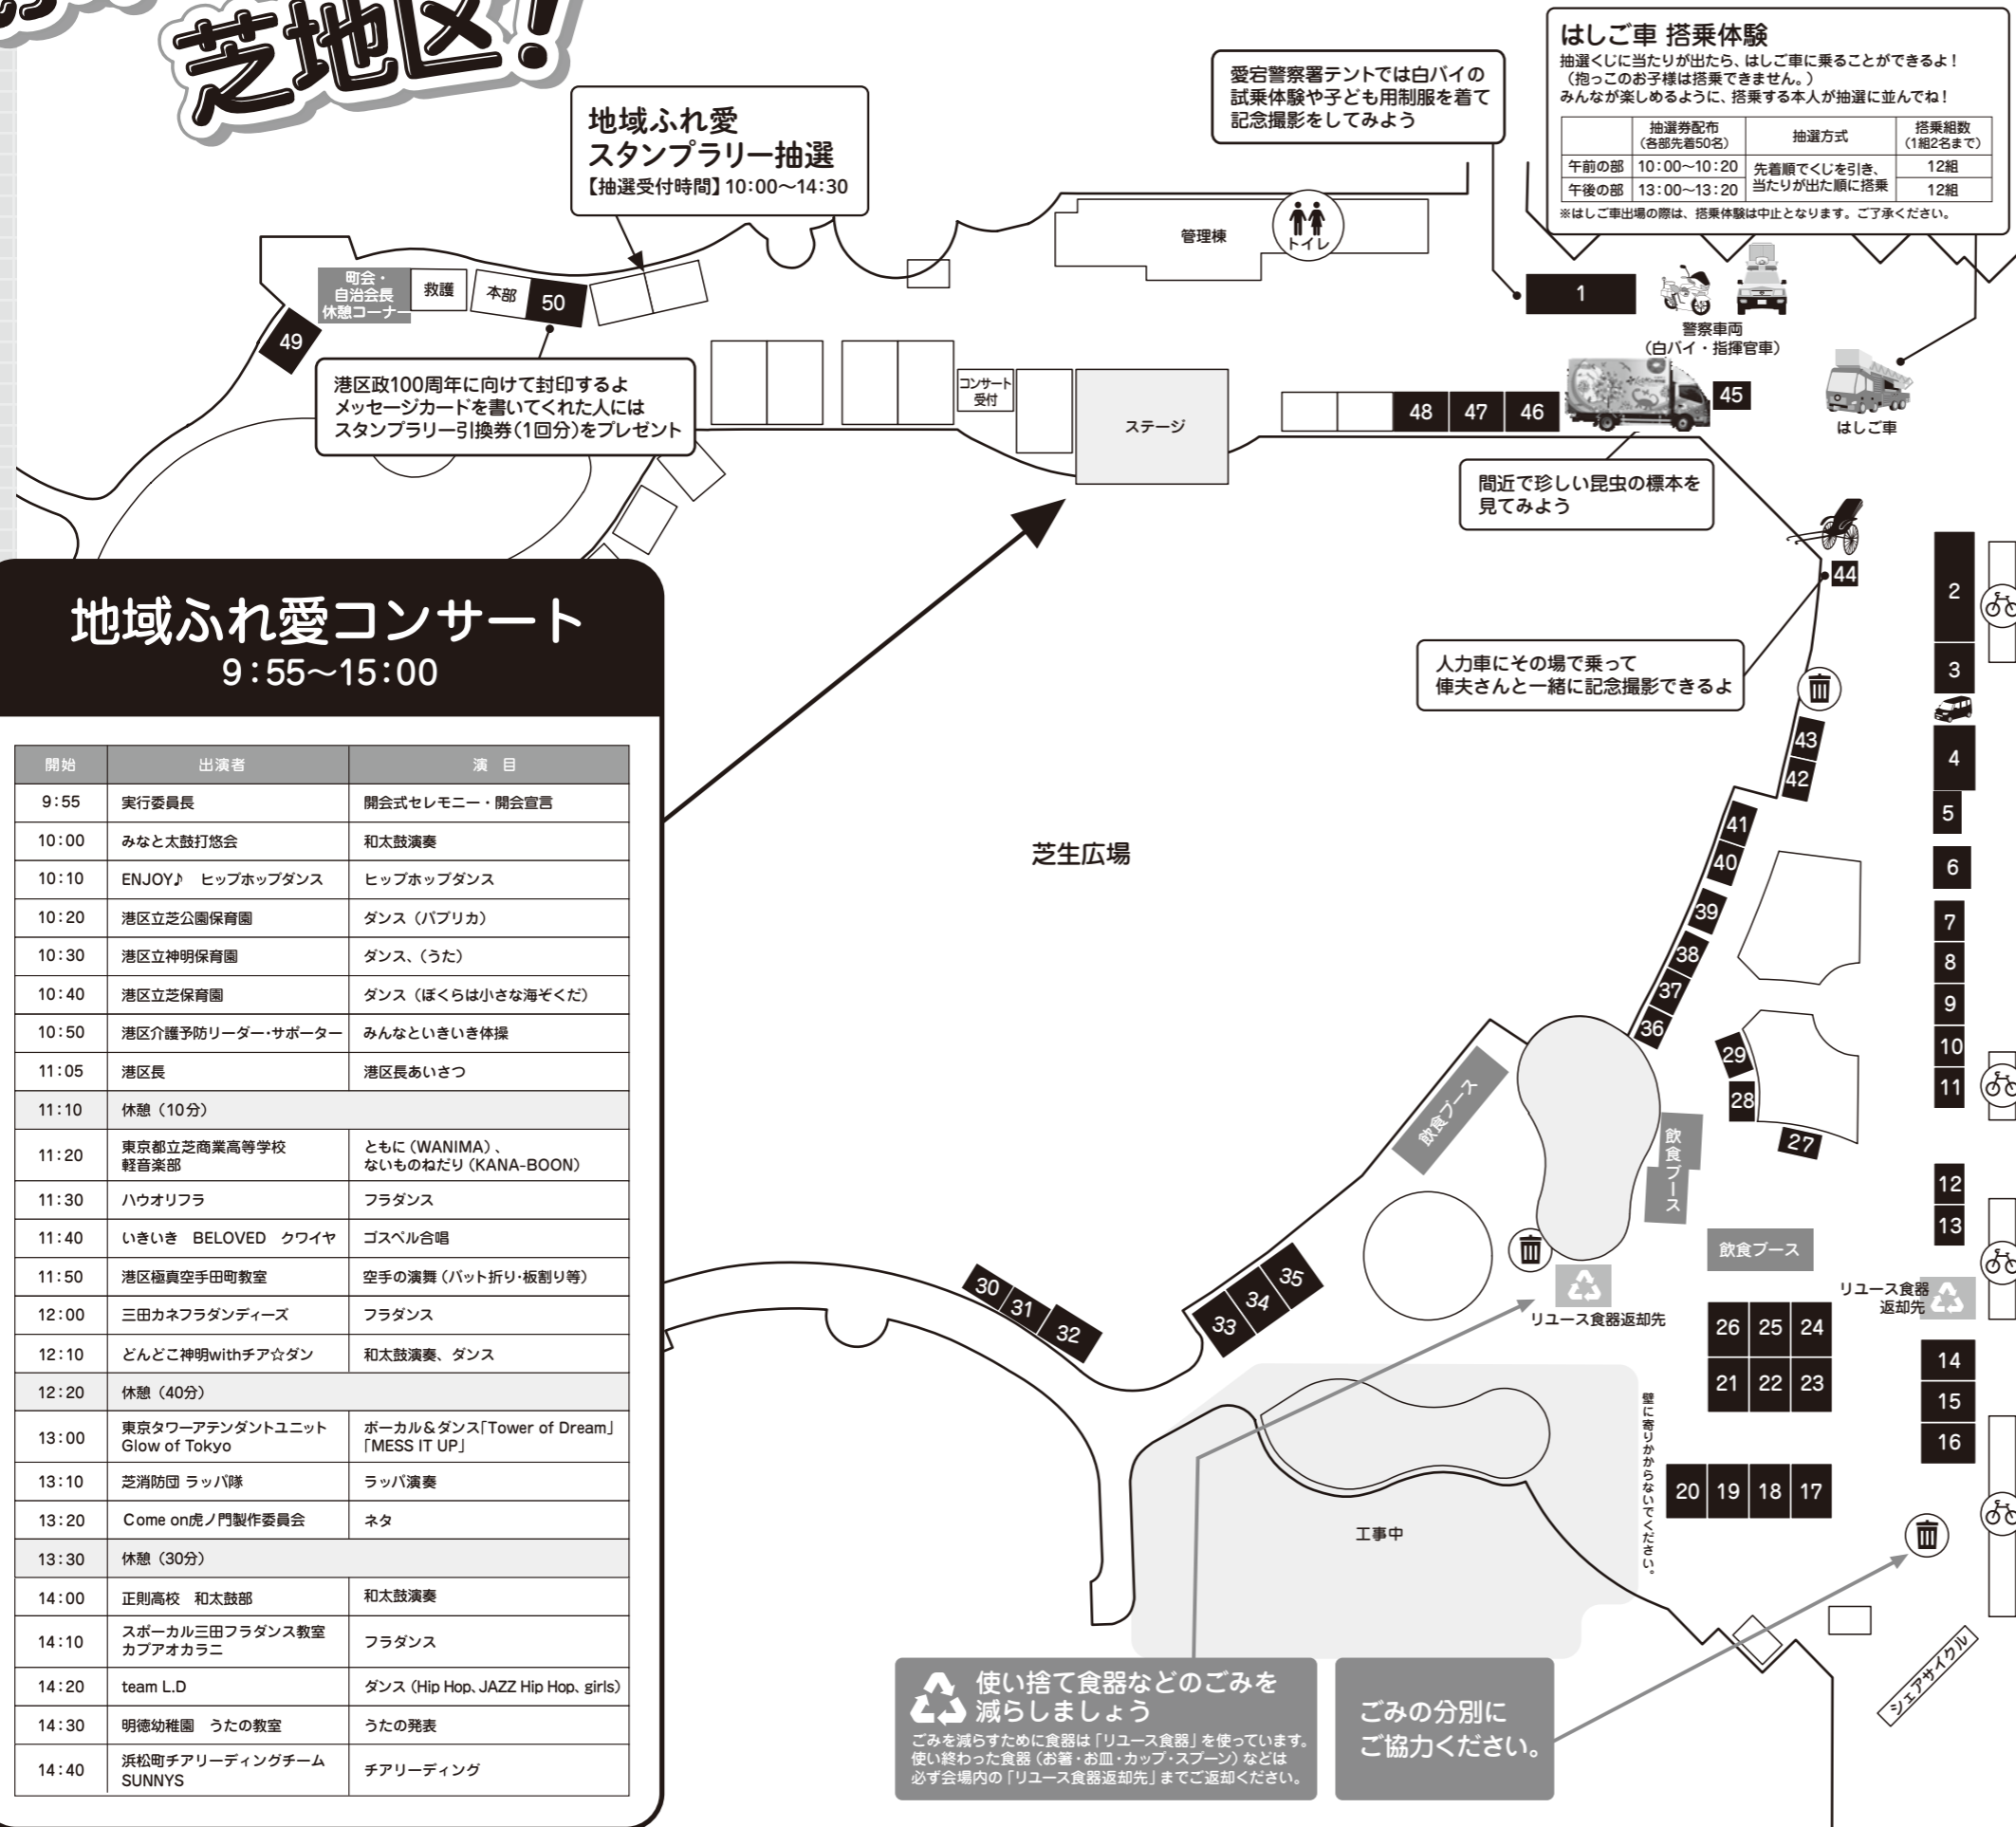 芝地区!
地域ふれ愛
スタンプラリー抽選
【抽選受付時間】10:00〜14:30
愛宕警察署テントでは白バイの
試乗体験や子ども用制服を着て
記念撮影をしてみよう
はしご車 搭乗体験
抽選くじに当たりが出たら、はしご車に乗ることができるよ！
（抱っこのお子様は搭乗できません。）
みんなが楽しめるように、搭乗する本人が抽選に並んでね！
抽選券配布（各部先着50名） 抽選方式 搭乗組数（1組2名まで）
午前の部 10:00〜10:20 先着順でくじを引き、当たりが出た順に搭乗 12組
午後の部 13:00〜13:20 12組
※はしご車出場の際は、搭乗体験は中止となります。ご了承ください。
管理棟
トイレ
町会・
自治会長
休憩コーナー
救護
本部
50
49
1
警察車両
（白バイ・指揮官車）
はしご車
港区政100周年に向けて封印するよ
メッセージカードを書いてくれた人には
スタンプラリー引換券（1回分）をプレゼント
コンサート
受付
ステージ
48 47 46
45
間近で珍しい昆虫の標本を
見てみよう
44
人力車にその場で乗って
俥夫さんと一緒に記念撮影できるよ
2
3
4
5
6
7
8
9
10
11
12
13
43
42
41
40
39
38
37
36
29
28
27
芝生広場
飲食ブース
飲食ブース
飲食ブース
30 31 32
33 34 35
リユース食器返却先
リユース食器
返却先
26 25 24
21 22 23
14
15
16
20 19 18 17
壁に寄りかからないでください。
工事中
シェアサイクル
使い捨て食器などのごみを
減らしましょう
ごみを減らすために食器は「リユース食器」を使っています。
使い終わった食器（お箸・お皿・カップ・スプーン）などは
必ず会場内の「リユース食器返却先」までご返却ください。
ごみの分別に
ご協力ください。
地域ふれ愛コンサート
9:55〜15:00
開始 出演者 演 目
9:55 実行委員長 開会式セレモニー・開会宣言
10:00 みなと太鼓打悠会 和太鼓演奏
10:10 ENJOY♪ ヒップホップダンス ヒップホップダンス
10:20 港区立芝公園保育園 ダンス（パプリカ）
10:30 港区立神明保育園 ダンス、（うた）
10:40 港区立芝保育園 ダンス（ぼくらは小さな海ぞくだ）
10:50 港区介護予防リーダー・サポーター みんなといきいき体操
11:05 港区長 港区長あいさつ
11:10 休憩（10分）
11:20 東京都立芝商業高等学校 軽音楽部 ともに（WANIMA）、ないものねだり（KANA-BOON）
11:30 ハウオリフラ フラダンス
11:40 いきいき BELOVED クワイヤ ゴスペル合唱
11:50 港区極真空手田町教室 空手の演舞（バット折り・板割り等）
12:00 三田カネフラダンディーズ フラダンス
12:10 どんどこ神明withチア☆ダン 和太鼓演奏、ダンス
12:20 休憩（40分）
13:00 東京タワーアテンダントユニット Glow of Tokyo ボーカル＆ダンス「Tower of Dream」「MESS IT UP」
13:10 芝消防団 ラッパ隊 ラッパ演奏
13:20 Come on虎ノ門製作委員会 ネタ
13:30 休憩（30分）
14:00 正則高校 和太鼓部 和太鼓演奏
14:10 スポーカル三田フラダンス教室 カプアオカラニ フラダンス
14:20 team L.D ダンス（Hip Hop、JAZZ Hip Hop、girls）
14:30 明徳幼稚園 うたの教室 うたの発表
14:40 浜松町チアリーディングチーム SUNNYS チアリーディング